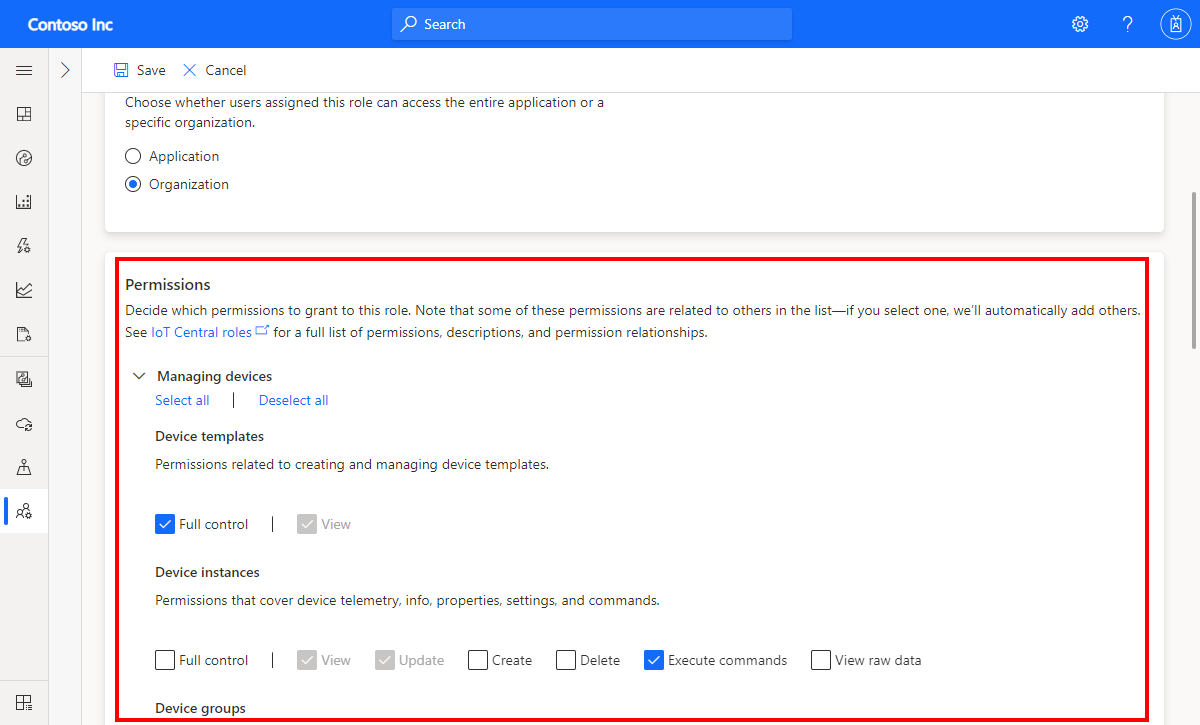 Contoso Inc
Search
?
Save
Cancel
Choose whether users assigned this role can access the entire application or a
specific organization.
Application
Organization
Permissions
Decide which permissions to grant to this role. Note that some of these permissions are related to others in the list—if you select one, we'll automatically add others.
See IoT Central roles for a full list of permissions, descriptions, and permission relationships.
Managing devices
Select all | Deselect all
Device templates
Permissions related to creating and managing device templates.
Full control | View
Device instances
Permissions that cover device telemetry, info, properties, settings, and commands.
Full control | View Update Create Delete Execute commands View raw data
Device groups